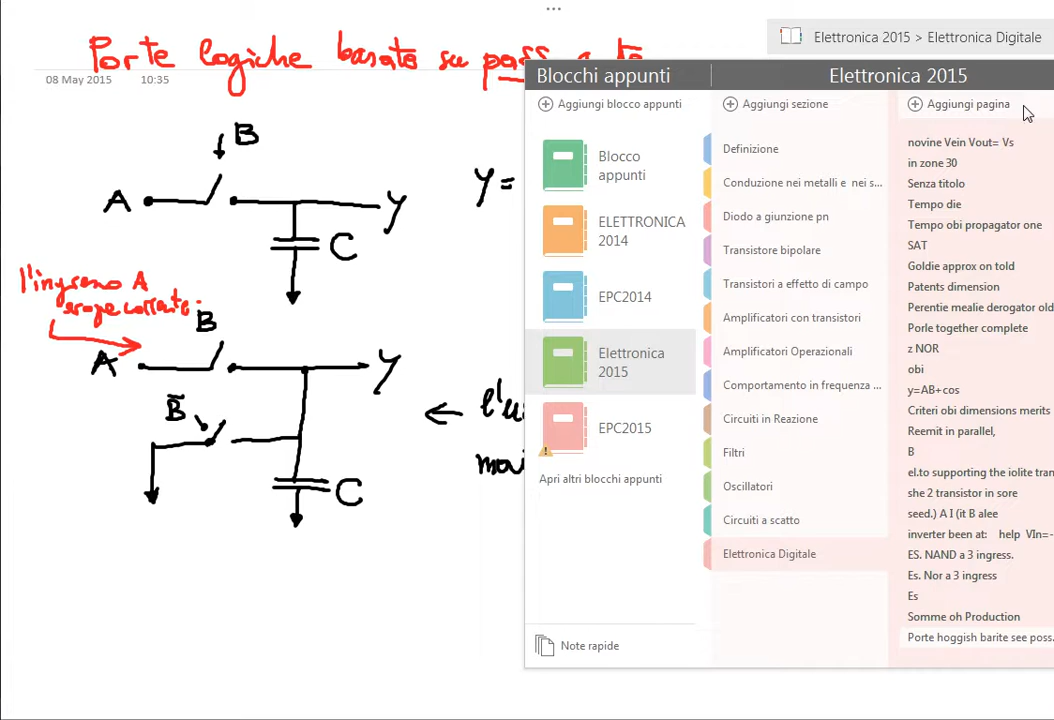 Porte logiche basate su pass
08 May 2015 10:35
B
A
Y
Y =
C
l'ingresso A
eroga corrente
B
A
Y
B̅
C
←
Elettronica 2015 > Elettronica Digitale
Blocchi appunti
Elettronica 2015
Aggiungi blocco appunti
Aggiungi sezione
Aggiungi pagina
Blocco
appunti
ELETTRONICA
2014
EPC2014
Elettronica
2015
EPC2015
Apri altri blocchi appunti
Note rapide
Definizione
Conduzione nei metalli e nei s...
Diodo a giunzione pn
Transistore bipolare
Transistori a effetto di campo
Amplificatori con transistori
Amplificatori Operazionali
Comportamento in frequenza ...
Circuiti in Reazione
Filtri
Oscillatori
Circuiti a scatto
Elettronica Digitale
novine Vein Vout= Vs
in zone 30
Senza titolo
Tempo die
Tempo obi propagator one
SAT
Goldie approx on told
Patents dimension
Perentie mealie derogator old
Porle together complete
z NOR
obi
y=AB+cos
Criteri obi dimensions merits
Reemit in parallel,
B
el.to supporting the iolite tran
she 2 transistor in sore
seed.) A I (it B alee
inverter been at: help VIn=-
ES. NAND a 3 ingress.
Es. Nor a 3 ingress
Es
Somme oh Production
Porte hoggish barite see poss.